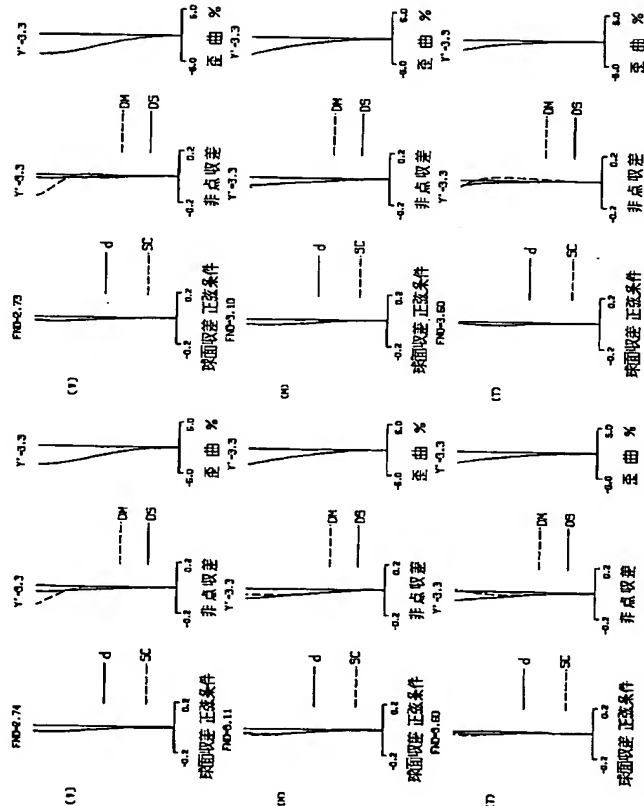 FNO=2.74
Y'=3.3
Y'=3.3
FNO=2.73
Y'=3.3
Y'=3.3
(W)
d
SC
DM
DS
(W)
d
SC
DM
DS
-0.2 0.2
-0.2 0.2
-5.0 5.0
-0.2 0.2
-0.2 0.2
-5.0 5.0
球面収差 正弦条件
非点収差
歪曲 %
球面収差 正弦条件
非点収差
歪曲 %
FNO=3.11
Y'=3.3
Y'=3.3
FNO=3.10
Y'=3.3
Y'=3.3
(M)
d
SC
DM
DS
(M)
d
SC
DM
DS
-0.2 0.2
-0.2 0.2
-5.0 5.0
-0.2 0.2
-0.2 0.2
-5.0 5.0
球面収差 正弦条件
非点収差
歪曲 %
球面収差 正弦条件
非点収差
歪曲 %
FNO=3.60
Y'=3.3
Y'=3.3
FNO=3.60
Y'=3.3
Y'=3.3
(T)
d
SC
DM
DS
(T)
d
SC
DM
DS
-0.2 0.2
-0.2 0.2
-5.0 5.0
-0.2 0.2
-0.2 0.2
-5.0 5.0
球面収差 正弦条件
非点収差
歪曲 %
球面収差 正弦条件
非点収差
歪曲 %